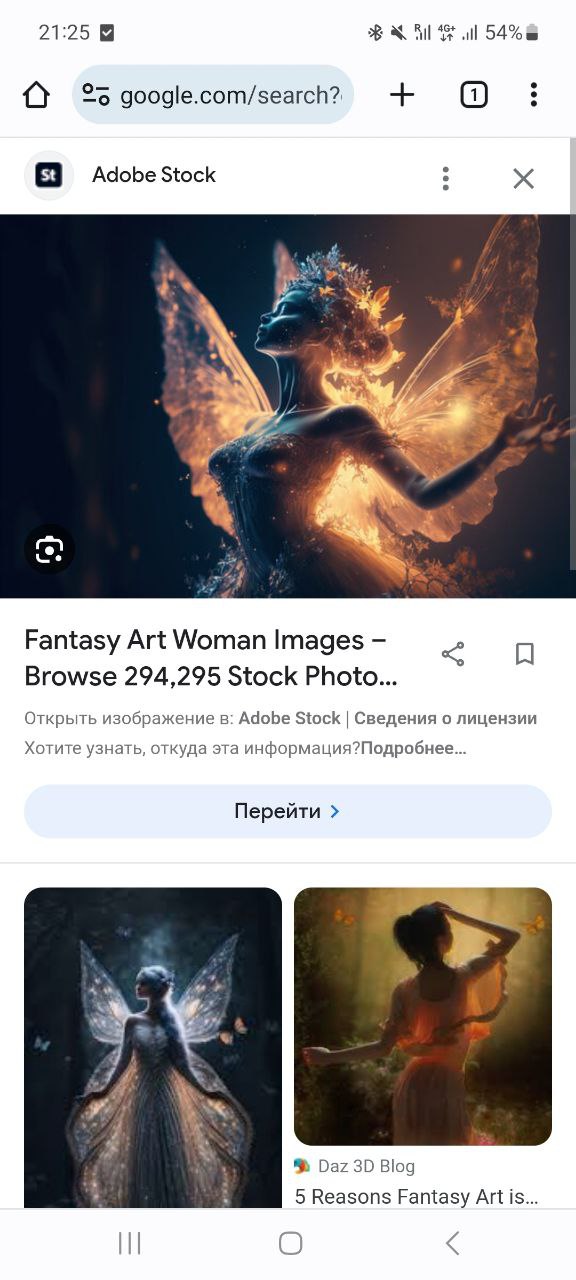 21:25
R 4G+ 54%
google.com/search?
1
St Adobe Stock
Fantasy Art Woman Images –
Browse 294,295 Stock Photo...
Открыть изображение в: Adobe Stock | Сведения о лицензии
Хотите узнать, откуда эта информация?Подробнее...
Перейти
Daz 3D Blog
5 Reasons Fantasy Art is...